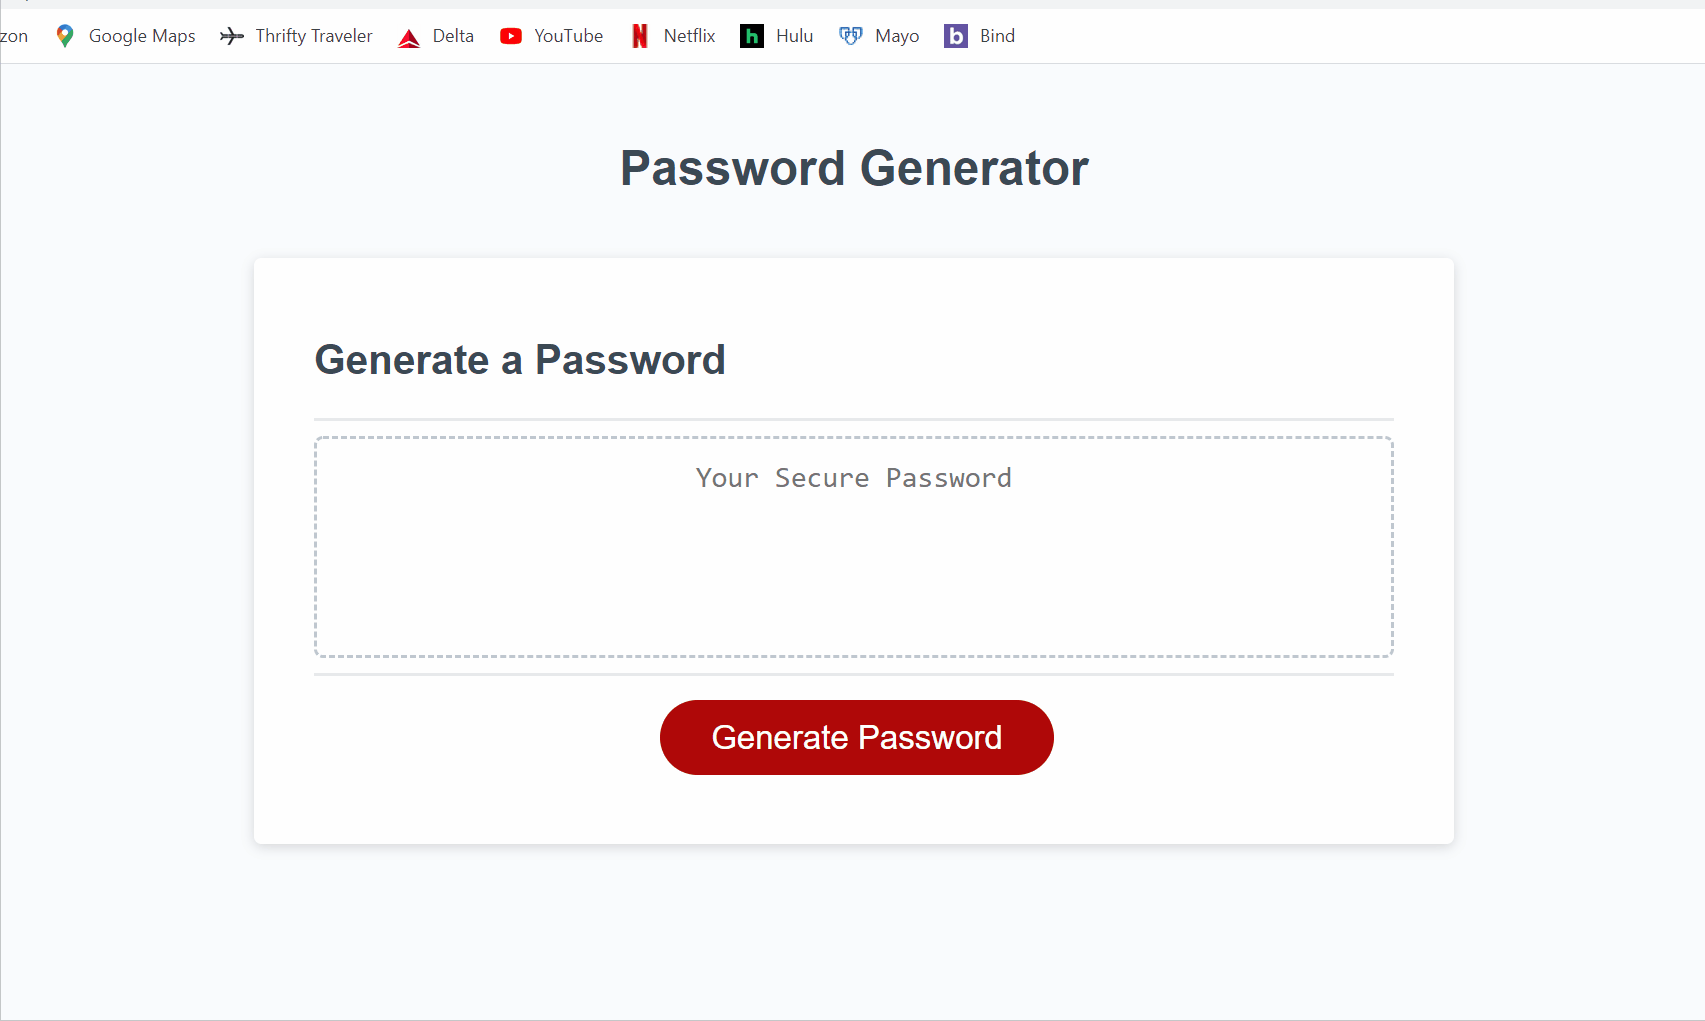 zon Google Maps Thrifty Traveler Delta YouTube Netflix Hulu Mayo Bind
Password Generator
Generate a Password
Your Secure Password
Generate Password